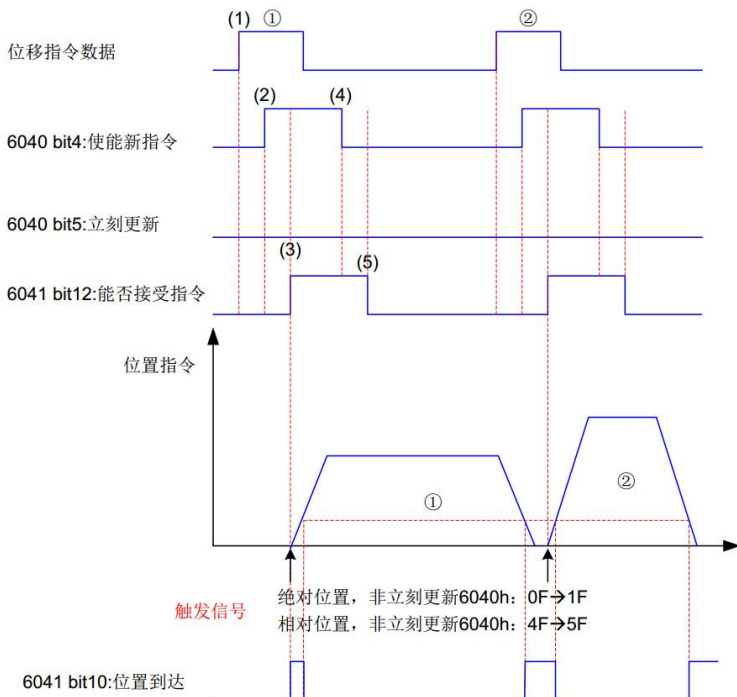 (1) ① ②
位移指令数据
(2) (4)
6040 bit4:使能新指令
6040 bit5:立刻更新
(3) (5)
6041 bit12:能否接受指令
位置指令
① ②
触发信号
绝对位置，非立刻更新6040h：0F→1F
相对位置，非立刻更新6040h：4F→5F
6041 bit10:位置到达